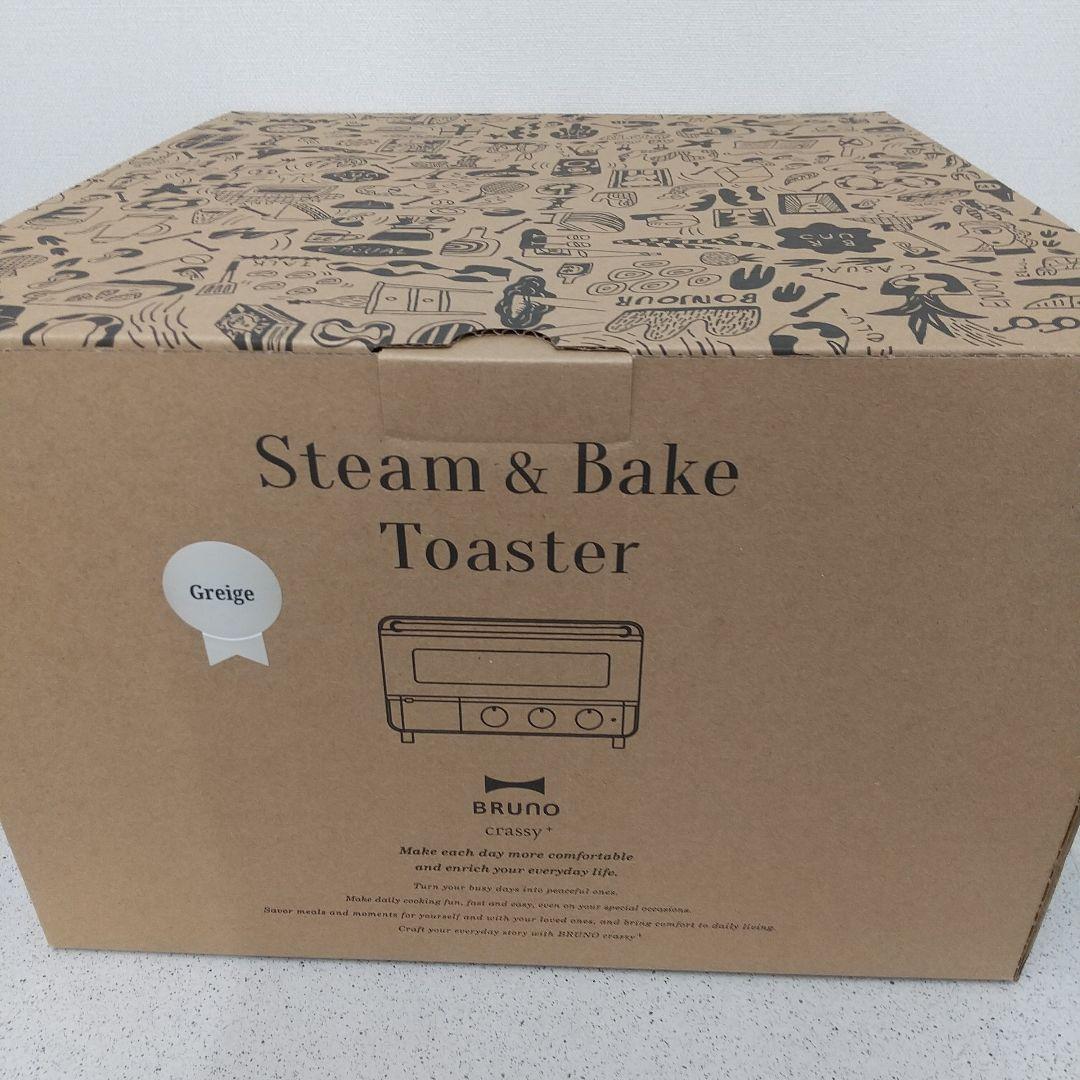 CASUAL
CASUAL
ENJOY
BONJOUR
Steam & Bake
Toaster
Greige
BRUNO
crassy+
Make each day more comfortable
and enrich your everyday life.
Turn your busy days into peaceful ones.
Make daily cooking fun, fast and easy, even on your special occasions.
Savor meals and moments for yourself and with your loved ones, and bring comfort to daily living.
Craft your everyday story with BRUNO crassy+